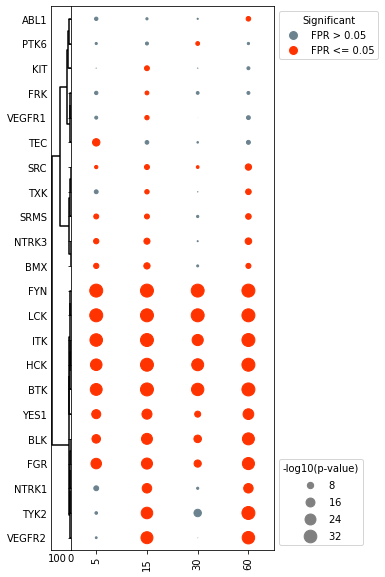 ABL1
PTK6
KIT
FRK
VEGFR1
TEC
SRC
TXK
SRMS
NTRK3
BMX
FYN
LCK
ITK
HCK
BTK
YES1
BLK
FGR
NTRK1
TYK2
VEGFR2
100 0
5
15
30
60
Significant
FPR > 0.05
FPR <= 0.05
-log10(p-value)
8
16
24
32